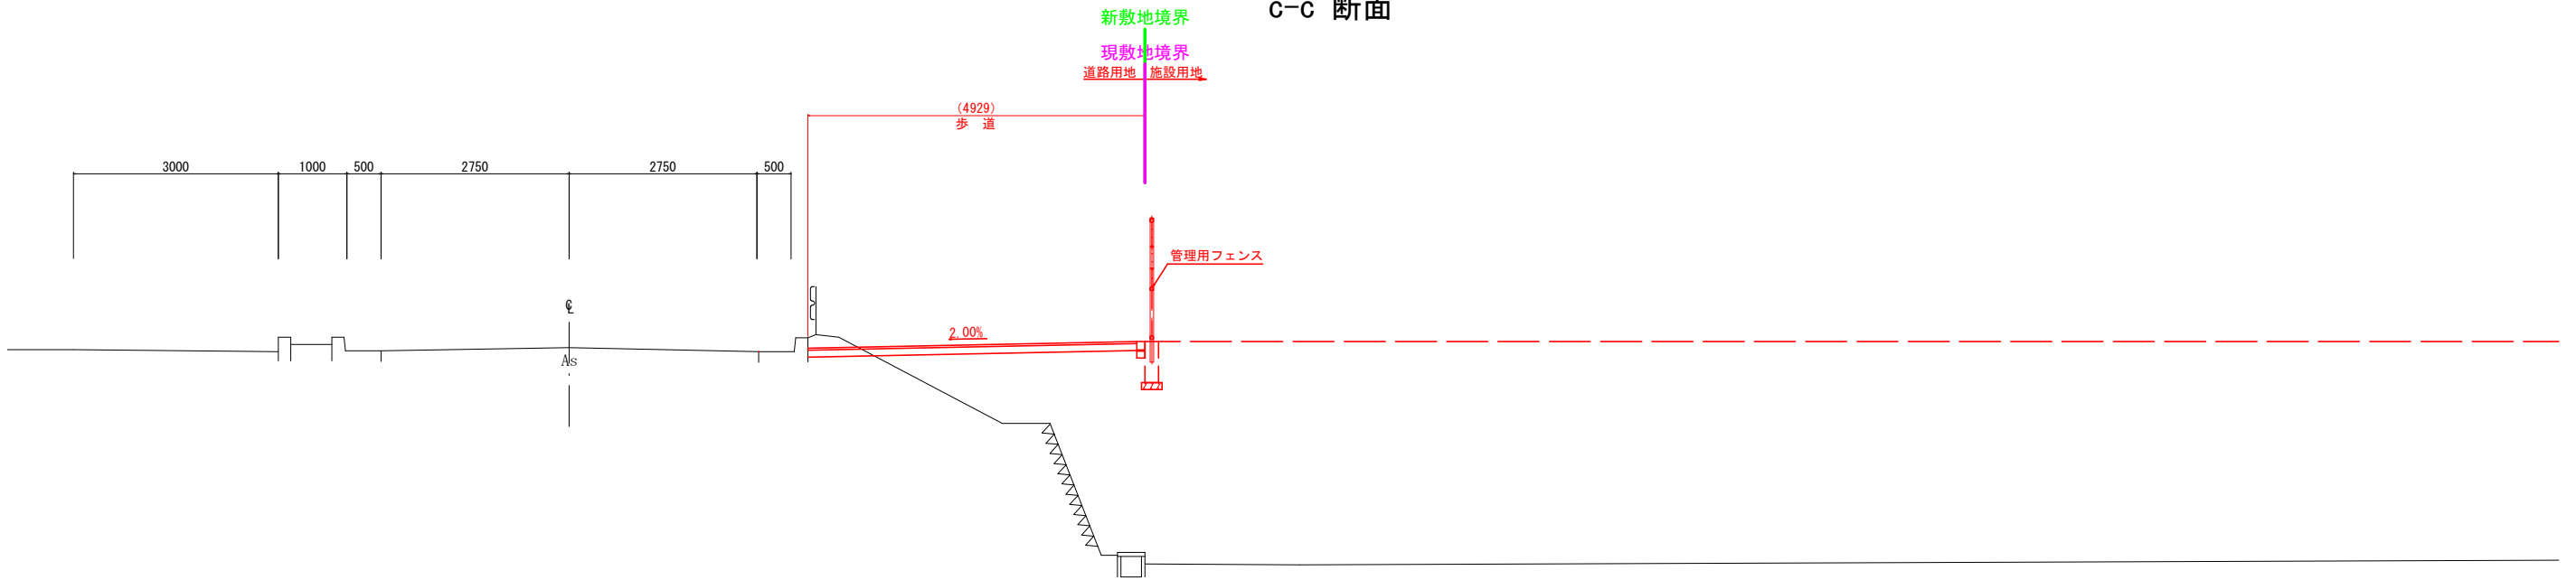 C-C 断面
新敷地境界
現敷地境界
道路用地 施設用地
(4929)
歩 道
3000 1000 500 2750 2750 500
管理用フェンス
℄
2.00%
As